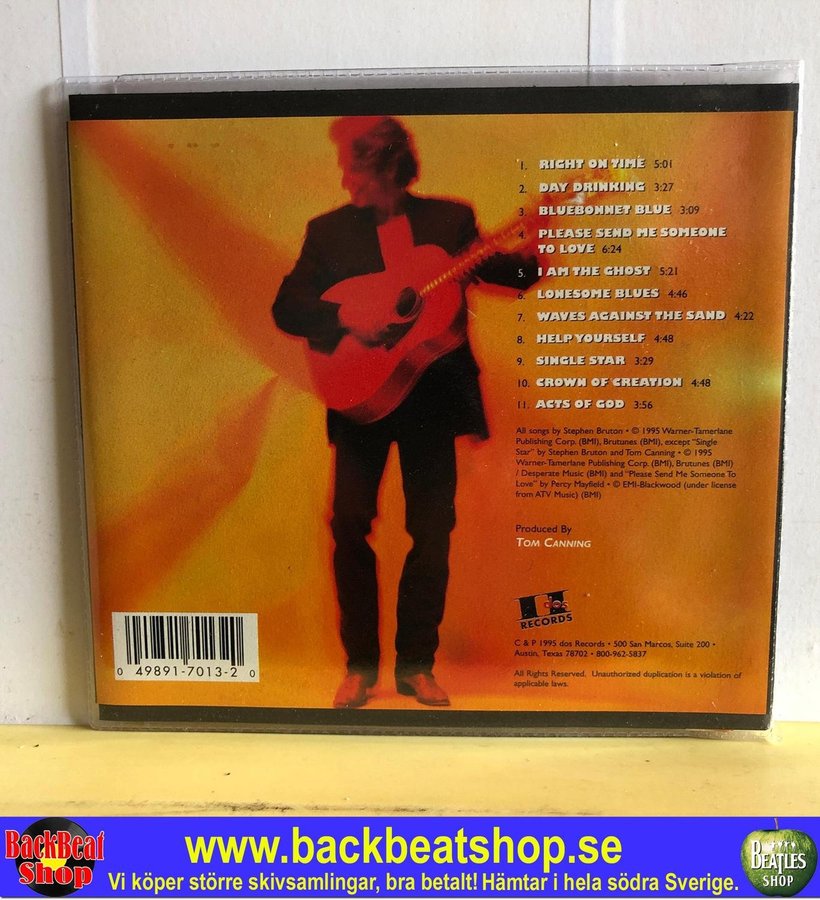 1. RIGHT ON TIME 5:01
2. DAY DRINKING 3:27
3. BLUEBONNET BLUE 3:09
4. PLEASE SEND ME SOMEONE
TO LOVE 6:24
5. I AM THE GHOST 5:21
6. LONESOME BLUES 4:46
7. WAVES AGAINST THE SAND 4:22
8. HELP YOURSELF 4:48
9. SINGLE STAR 3:29
10. CROWN OF CREATION 4:48
11. ACTS OF GOD 3:56
All songs by Stephen Bruton • © 1995 Warner-Tamerlane
Publishing Corp. (BMI), Brutunes (BMI), except "Single
Star" by Stephen Bruton and Tom Canning • © 1995
Warner-Tamerlane Publishing Corp. (BMI), Brutunes (BMI)
/ Desperate Music (BMI) and "Please Send Me Someone To
Love" by Percy Mayfield • © EMI-Blackwood (under license
from ATV Music) (BMI)
Produced By
TOM CANNING
dos
RECORDS
C & P 1995 dos Records • 500 San Marcos, Suite 200 •
Austin, Texas 78702 • 800-962-5837
All Rights Reserved. Unauthorized duplication is a violation of
applicable laws.
0 49891-7013-2 0
BackBeat
Shop
www.backbeatshop.se
Vi köper större skivsamlingar, bra betalt! Hämtar i hela södra Sverige.
BEATLES
SHOP